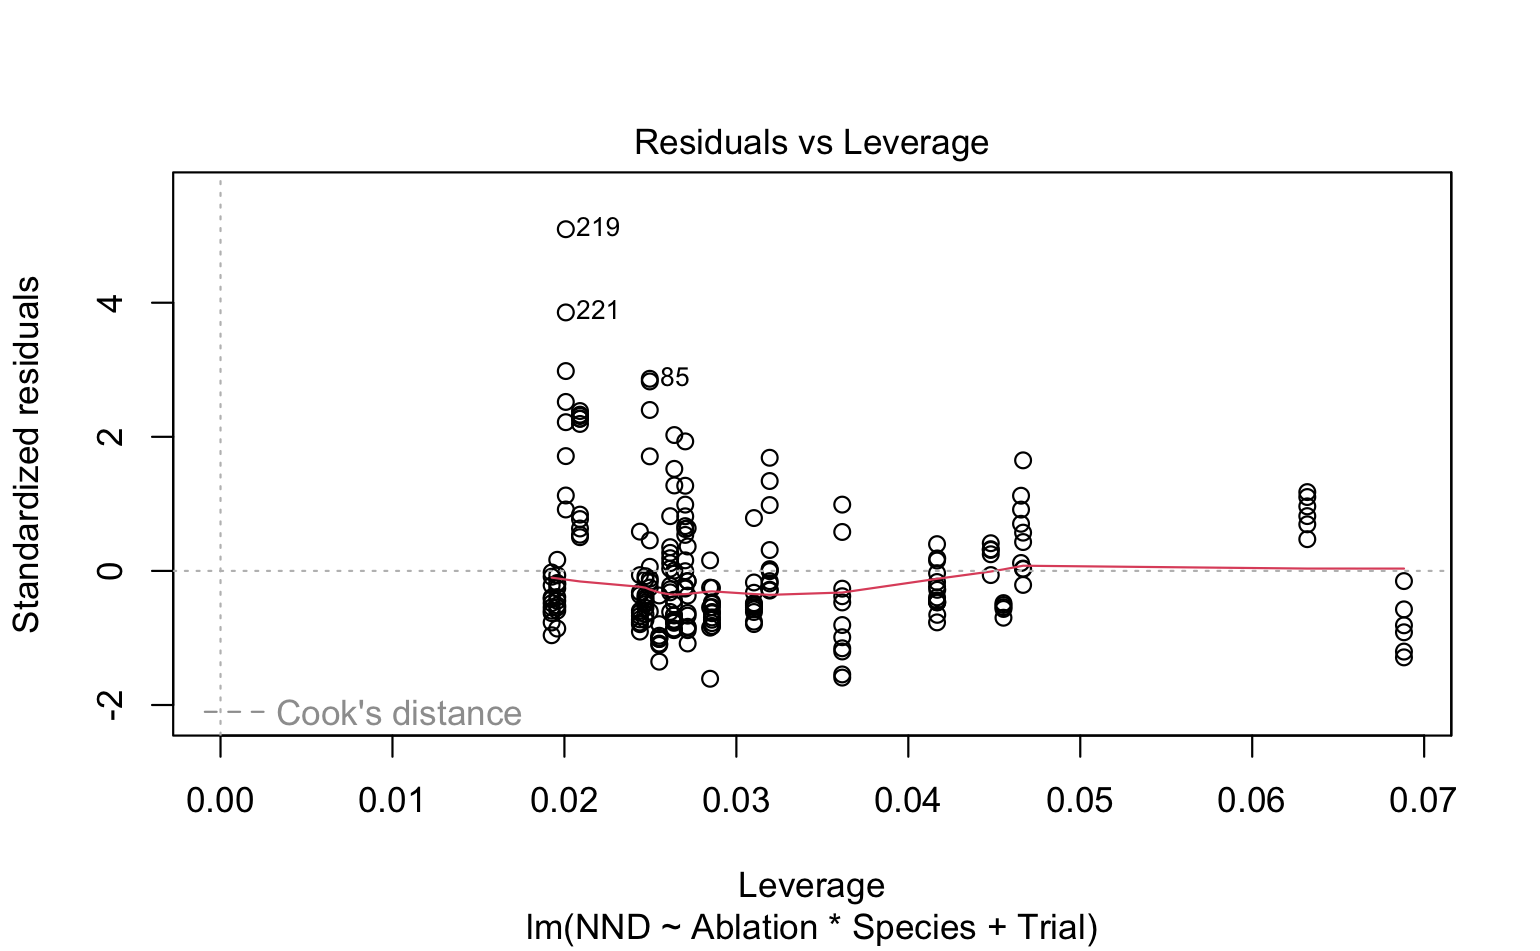 Residuals vs Leverage
219
221
85
Standardized residuals
4
2
0
-2
Cook's distance
0.00 0.01 0.02 0.03 0.04 0.05 0.06 0.07
Leverage
lm(NND ~ Ablation * Species + Trial)